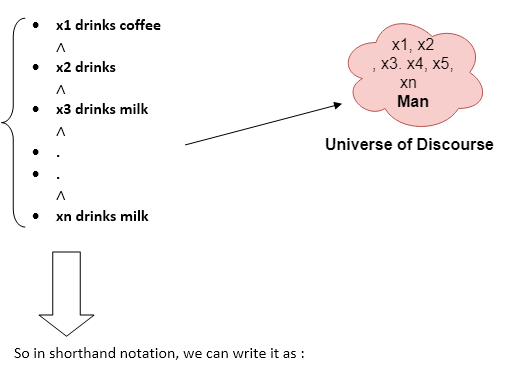 • x1 drinks coffee
^
• x2 drinks
^
• x3 drinks milk
^
• .
• .
^
• xn drinks milk
x1, x2
, x3. x4, x5,
xn
Man
Universe of Discourse
So in shorthand notation, we can write it as :